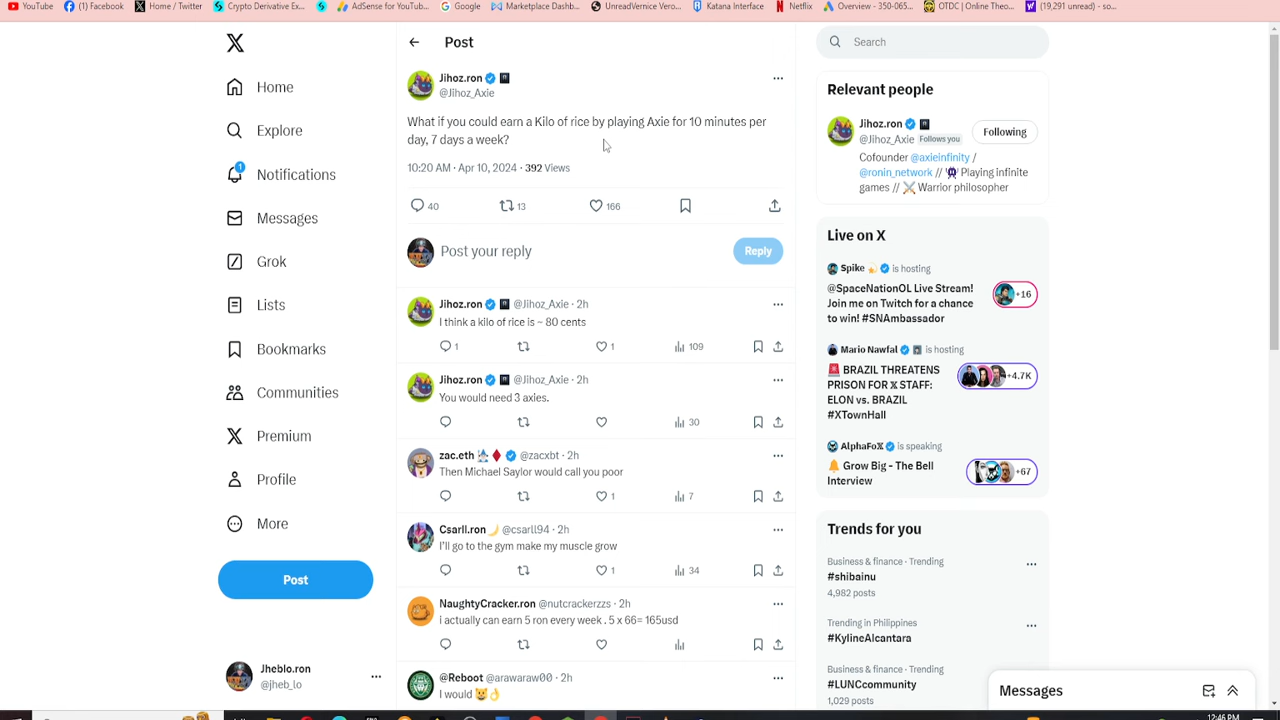 YouTube
(1) Facebook
Home / Twitter
Crypto Derivative Ex...
AdSense for YouTub...
Google
Marketplace Dashb...
UnreadVernice Vero...
Katana Interface
Netflix
Overview - 350-065...
OTDC | Online Theo...
(19,291 unread) - so...
Home
Explore
1
Notifications
Messages
Grok
Lists
Bookmarks
Communities
Premium
Profile
More
Post
Jheblo.ron
@jheb_lo
Post
Jihoz.ron
@Jihoz_Axie
What if you could earn a Kilo of rice by playing Axie for 10 minutes per
day, 7 days a week?
10:20 AM · Apr 10, 2024 · 392 Views
40 13 166
Post your reply
Reply
Jihoz.ron @Jihoz_Axie · 2h
I think a kilo of rice is ~ 80 cents
1 1 109
Jihoz.ron @Jihoz_Axie · 2h
You would need 3 axies.
30
zac.eth @zacxbt · 2h
Then Michael Saylor would call you poor
1 7
Csarll.ron @csarll94 · 2h
I'll go to the gym make my muscle grow
1 34
NaughtyCracker.ron @nutcrackerzzs · 2h
i actually can earn 5 ron every week . 5 x 66= 165usd
@Reboot @arawaraw00 · 2h
I would
Search
Relevant people
Jihoz.ron
@Jihoz_Axie Follows you
Following
Cofounder @axieinfinity /
@ronin_network // Playing infinite
games // Warrior philosopher
Live on X
Spike is hosting
@SpaceNationOL Live Stream!
Join me on Twitch for a chance
to win! #SNAmbassador
+16
Mario Nawfal is hosting
BRAZIL THREATENS
PRISON FOR X STAFF:
ELON vs. BRAZIL
#XTownHall
+4.7K
AlphaFoX is speaking
Grow Big - The Bell
Interview
+67
Trends for you
Business & finance · Trending
#shibainu
4,982 posts
Trending in Philippines
#KylineAlcantara
Business & finance · Trending
#LUNCcommunity
1,029 posts
Messages
12:46 PM